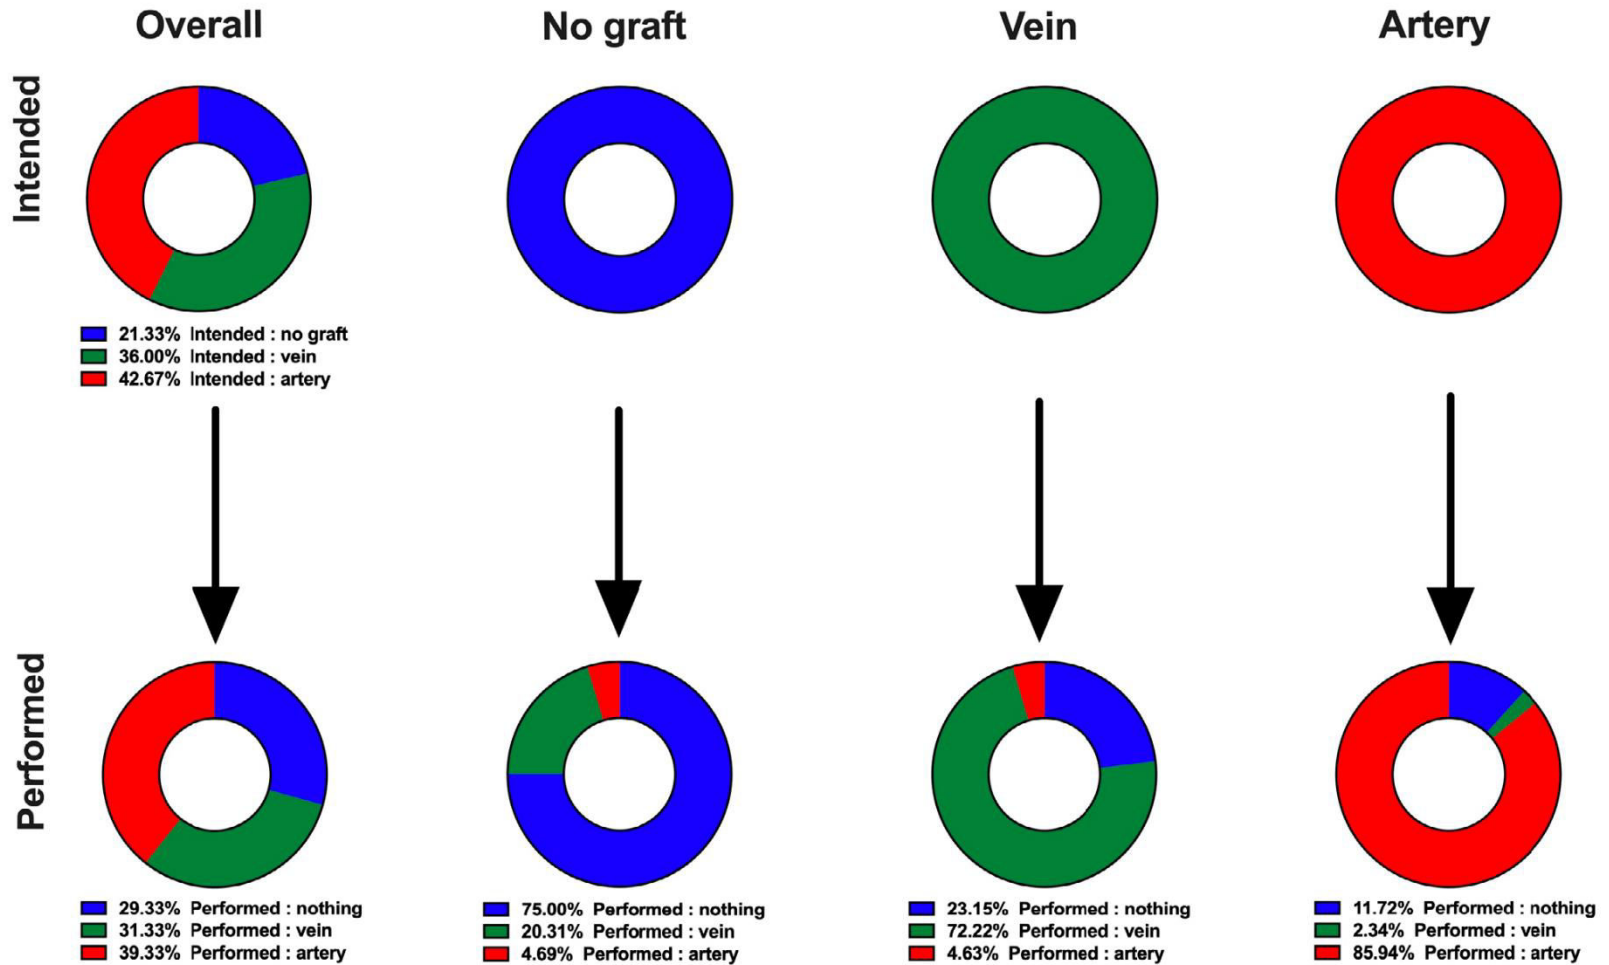 Overall
No graft
Vein
Artery
Intended
21.33% Intended : no graft
36.00% Intended : vein
42.67% Intended : artery
Performed
29.33% Performed : nothing
31.33% Performed : vein
39.33% Performed : artery
75.00% Performed : nothing
20.31% Performed : vein
4.69% Performed : artery
23.15% Performed : nothing
72.22% Performed : vein
4.63% Performed : artery
11.72% Performed : nothing
2.34% Performed : vein
85.94% Performed : artery